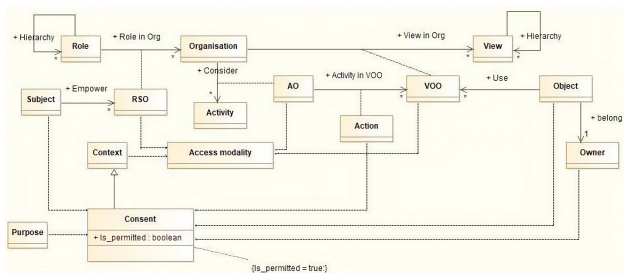 + Hierarchy
Role
+ Role in Org
Organisation
+ View in Org
View
+ Hierarchy
*
*
*
*
+ Consider
Subject
+ Empower
RSO
*
*
Activity
AO
+ Activity in VOO
VOO
*
*
+ Use
Object
Action
+ belong
1
Owner
Context
Access modality
Purpose
Consent
+ Is_permitted : boolean
{Is_permitted = true;}